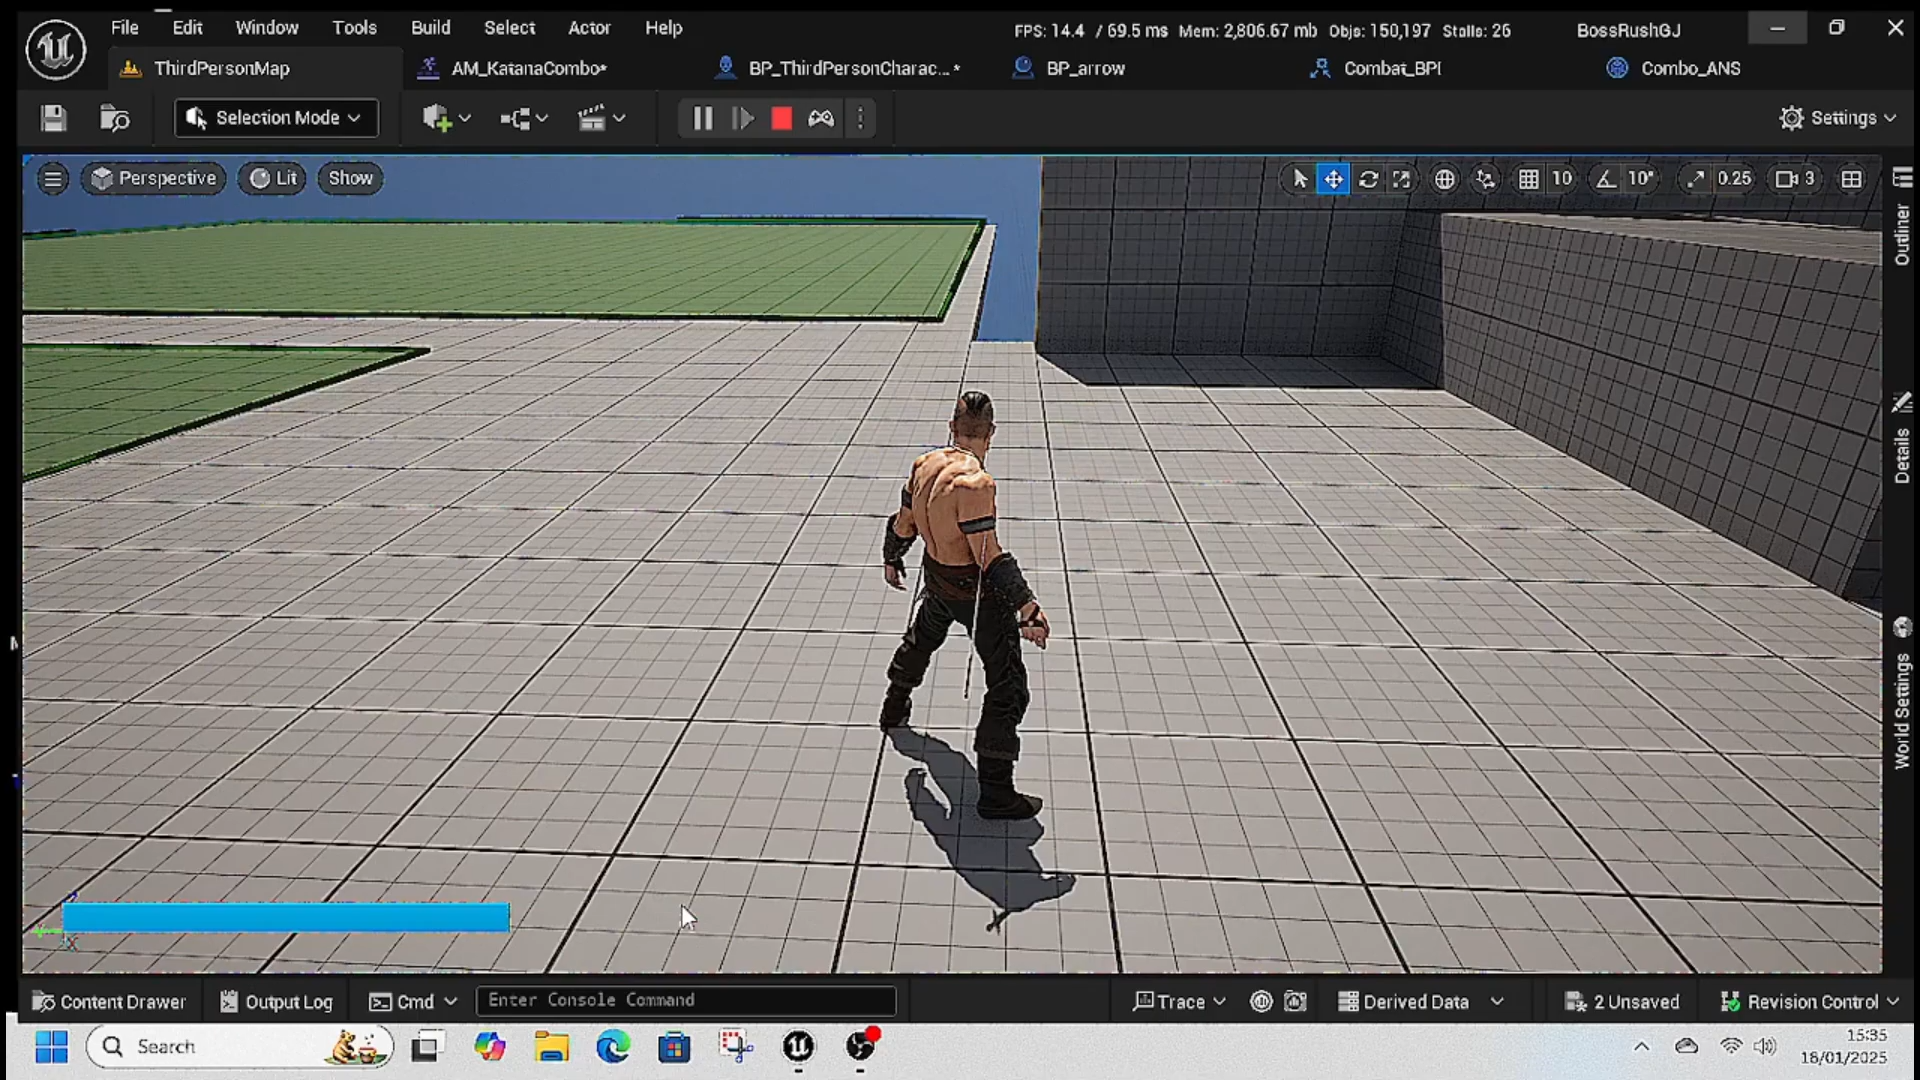 File Edit Window Tools Build Select Actor Help
FPS: 14.4 / 69.5 ms Mem: 2,806.67 mb Objs: 150,197 Stalls: 26 BossRushGJ
ThirdPersonMap AM_KatanaCombo* BP_ThirdPersonCharac...* BP_arrow Combat_BPI Combo_ANS
Selection Mode Settings
Perspective Lit Show 10 10° 0.25 3
Outliner
Details
World Settings
X
Content Drawer Output Log Cmd Enter Console Command Trace Derived Data 2 Unsaved Revision Control
Search
15:35
18/01/2025